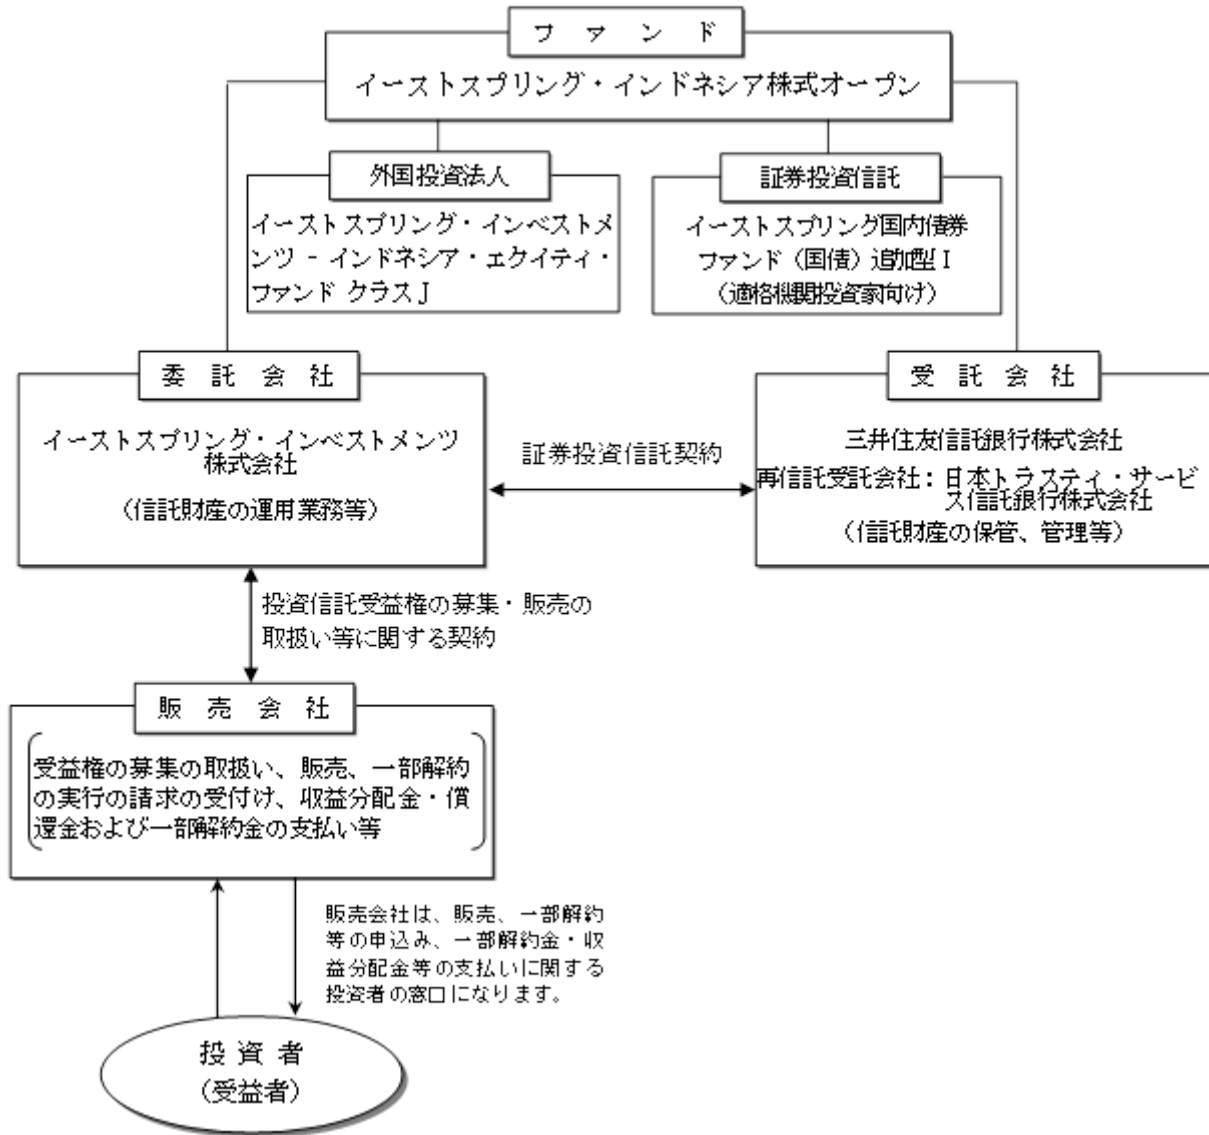 ファンド
イーストスプリング・インドネシア株式オープン
外国投資法人
イーストスプリング・インベストメ
ンツ - インドネシア・エクイティ・
ファンド クラスJ
証券投資信託
イーストスプリング国内債券
ファンド（国債）追加型Ⅰ
（適格機関投資家向け）
委託会社
イーストスプリング・インベストメンツ
株式会社
（信託財産の運用業務等）
証券投資信託契約
受託会社
三井住友信託銀行株式会社
再信託受託会社：日本トラスティ・サービ
ス信託銀行株式会社
（信託財産の保管、管理等）
投資信託受益権の募集・販売の
取扱い等に関する契約
販売会社
受益権の募集の取扱い、販売、一部解約
の実行の請求の受付け、収益分配金・償
還金および一部解約金の支払い等
販売会社は、販売、一部解約
等の申込み、一部解約金・収
益分配金等の支払いに関する
投資者の窓口になります。
投資者
（受益者）